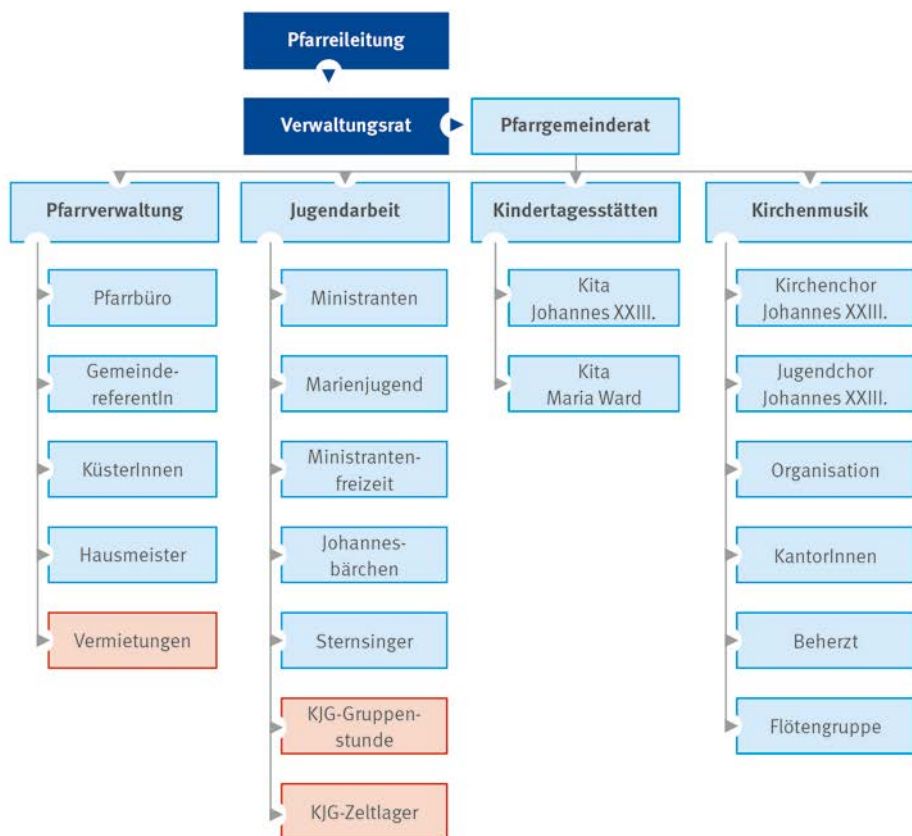 Pfarreileitung
Verwaltungsrat
Pfarrgemeinderat
Pfarrverwaltung
Jugendarbeit
Kindertagesstätten
Kirchenmusik
Pfarrbüro
Gemeinde-
referentIn
KüsterInnen
Hausmeister
Vermietungen
Ministranten
Marienjugend
Ministranten-
freizeit
Johannes-
bärchen
Sternsinger
KJG-Gruppen-
stunde
KJG-Zeltlager
Kita
Johannes XXIII.
Kita
Maria Ward
Kirchenchor
Johannes XXIII.
Jugendchor
Johannes XXIII.
Organisation
KantorInnen
Beherzt
Flötengruppe